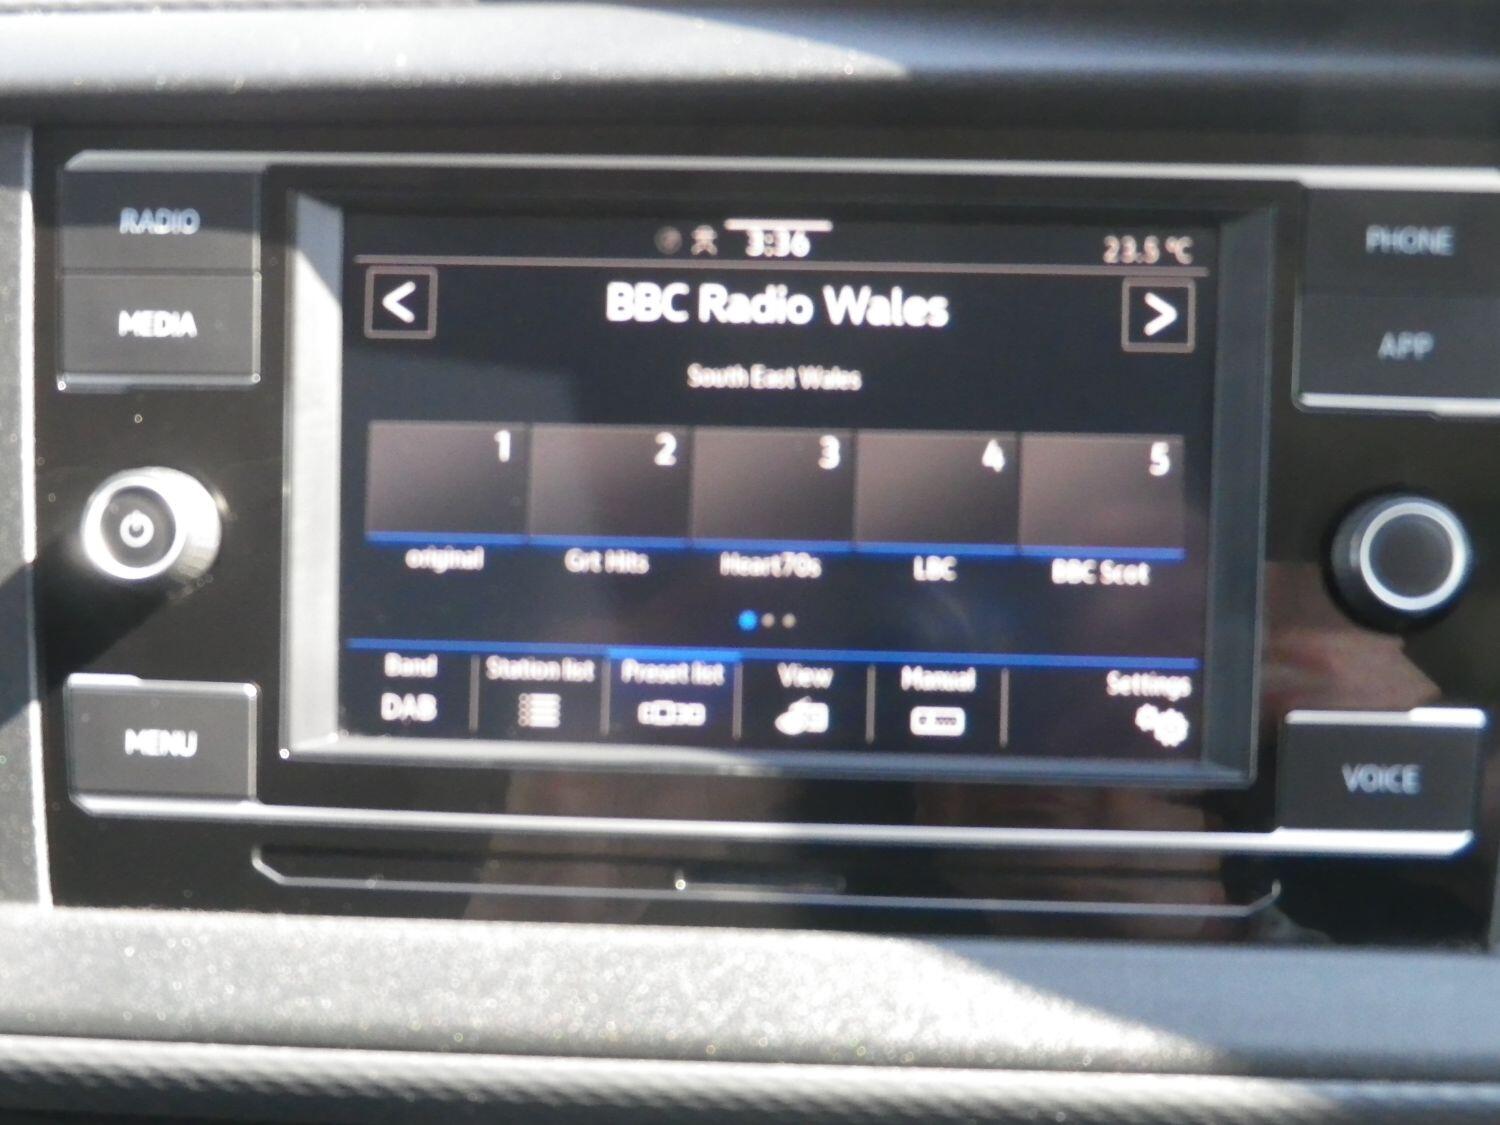 RADIO
MEDIA
MENU
3:36
23.5 °C
<
BBC Radio Wales
>
South East Wales
1 2 3 4 5
original Grt Hits Heart70s LBC BBC Scot
Band Station list Preset list View Manual Settings
DAB
PHONE
APP
VOICE